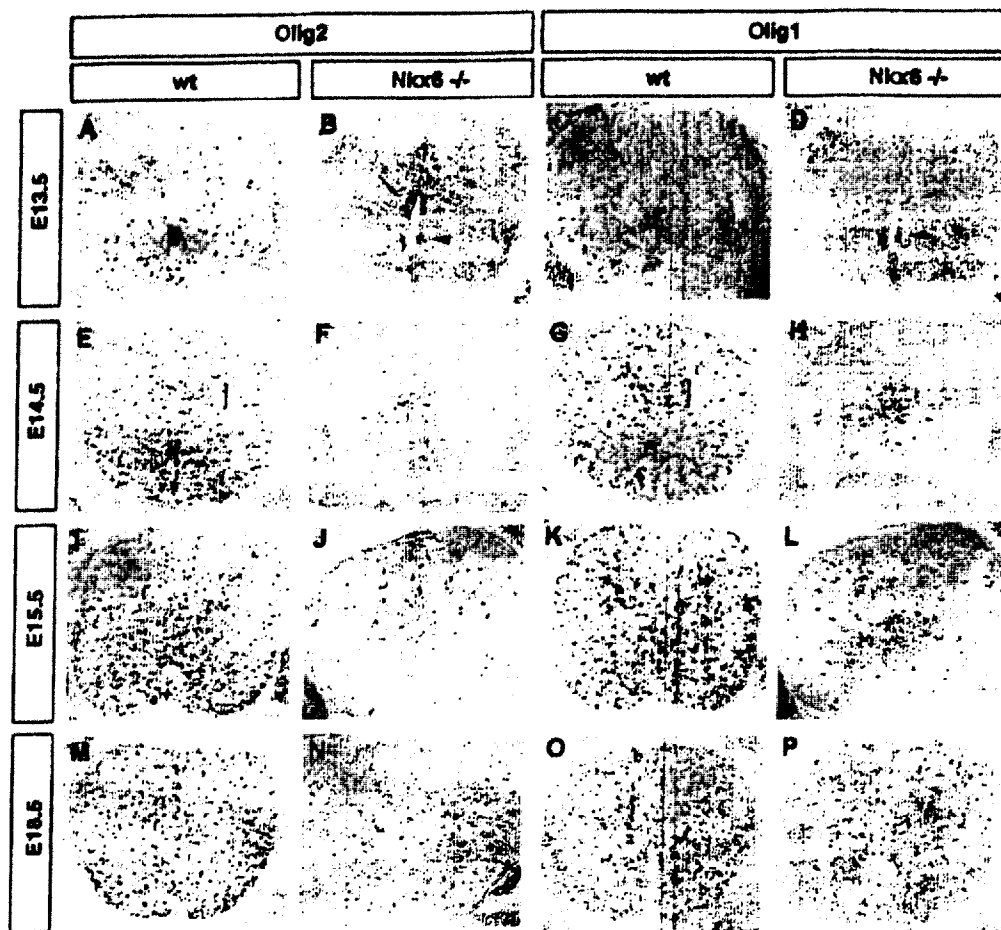 Olig2 Olig1
wt Nkx6 -/- wt Nkx6 -/-
E13.5
A B D
E14.5
E F G H
E15.5
I J K L
E18.5
M N O P